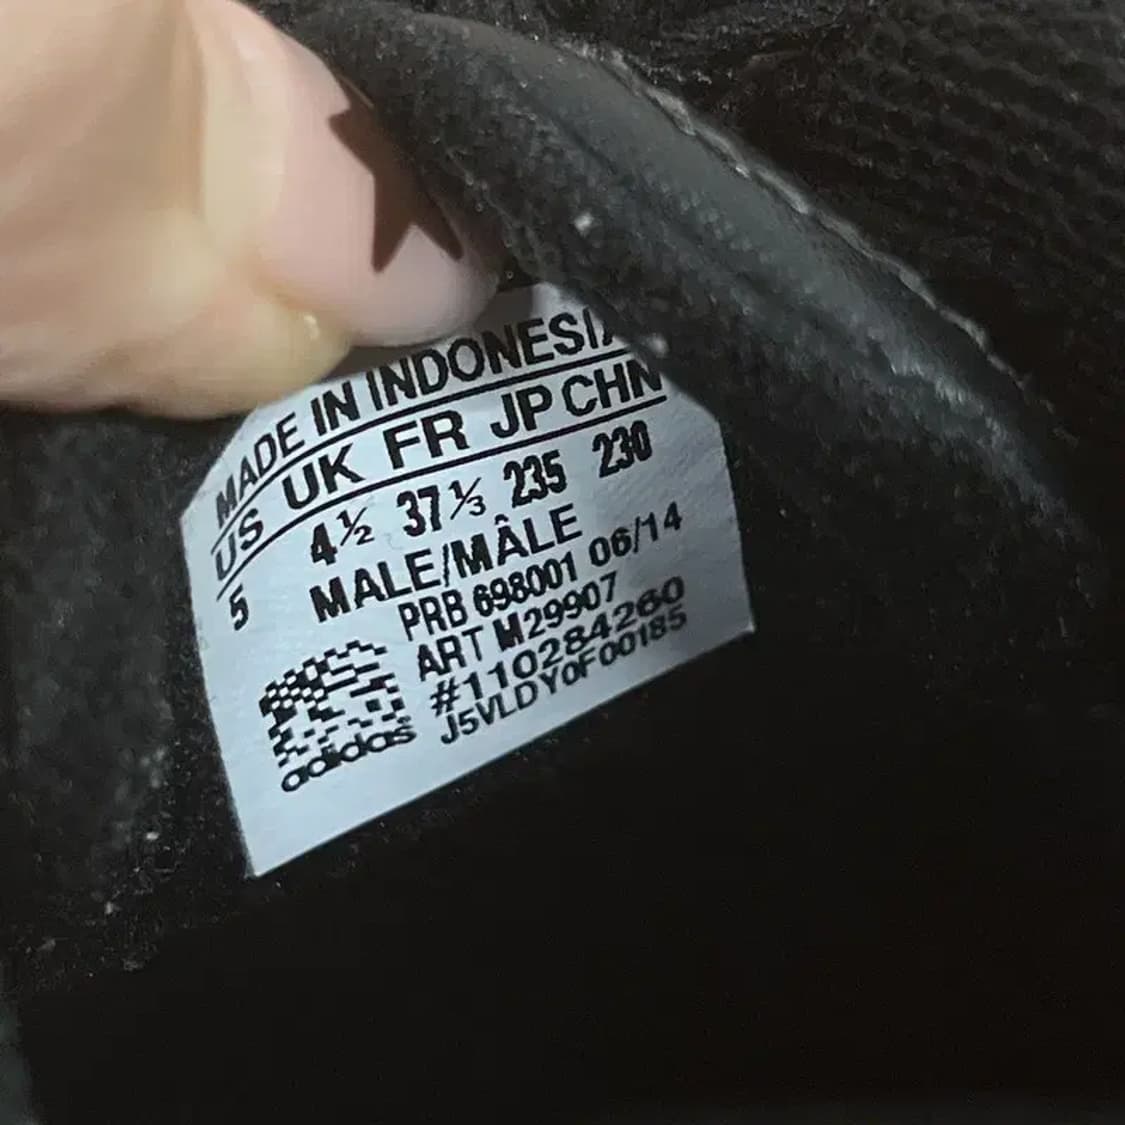 MADE IN INDONESIA
US UK FR JP CHN
5 4½ 37⅓ 235 230
MALE/MÂLE
PRB 698001 06/14
ART M29907
#110284260
J5VLDY0F00185
adidas